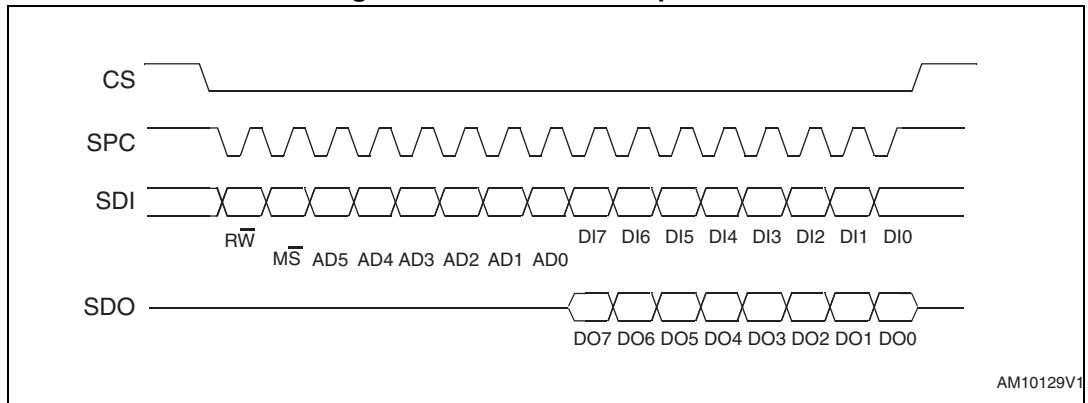 CS
SPC
SDI
RW̅ DI7 DI6 DI5 DI4 DI3 DI2 DI1 DI0
MS̅ AD5 AD4 AD3 AD2 AD1 AD0
SDO
DO7 DO6 DO5 DO4 DO3 DO2 DO1 DO0
AM10129V1